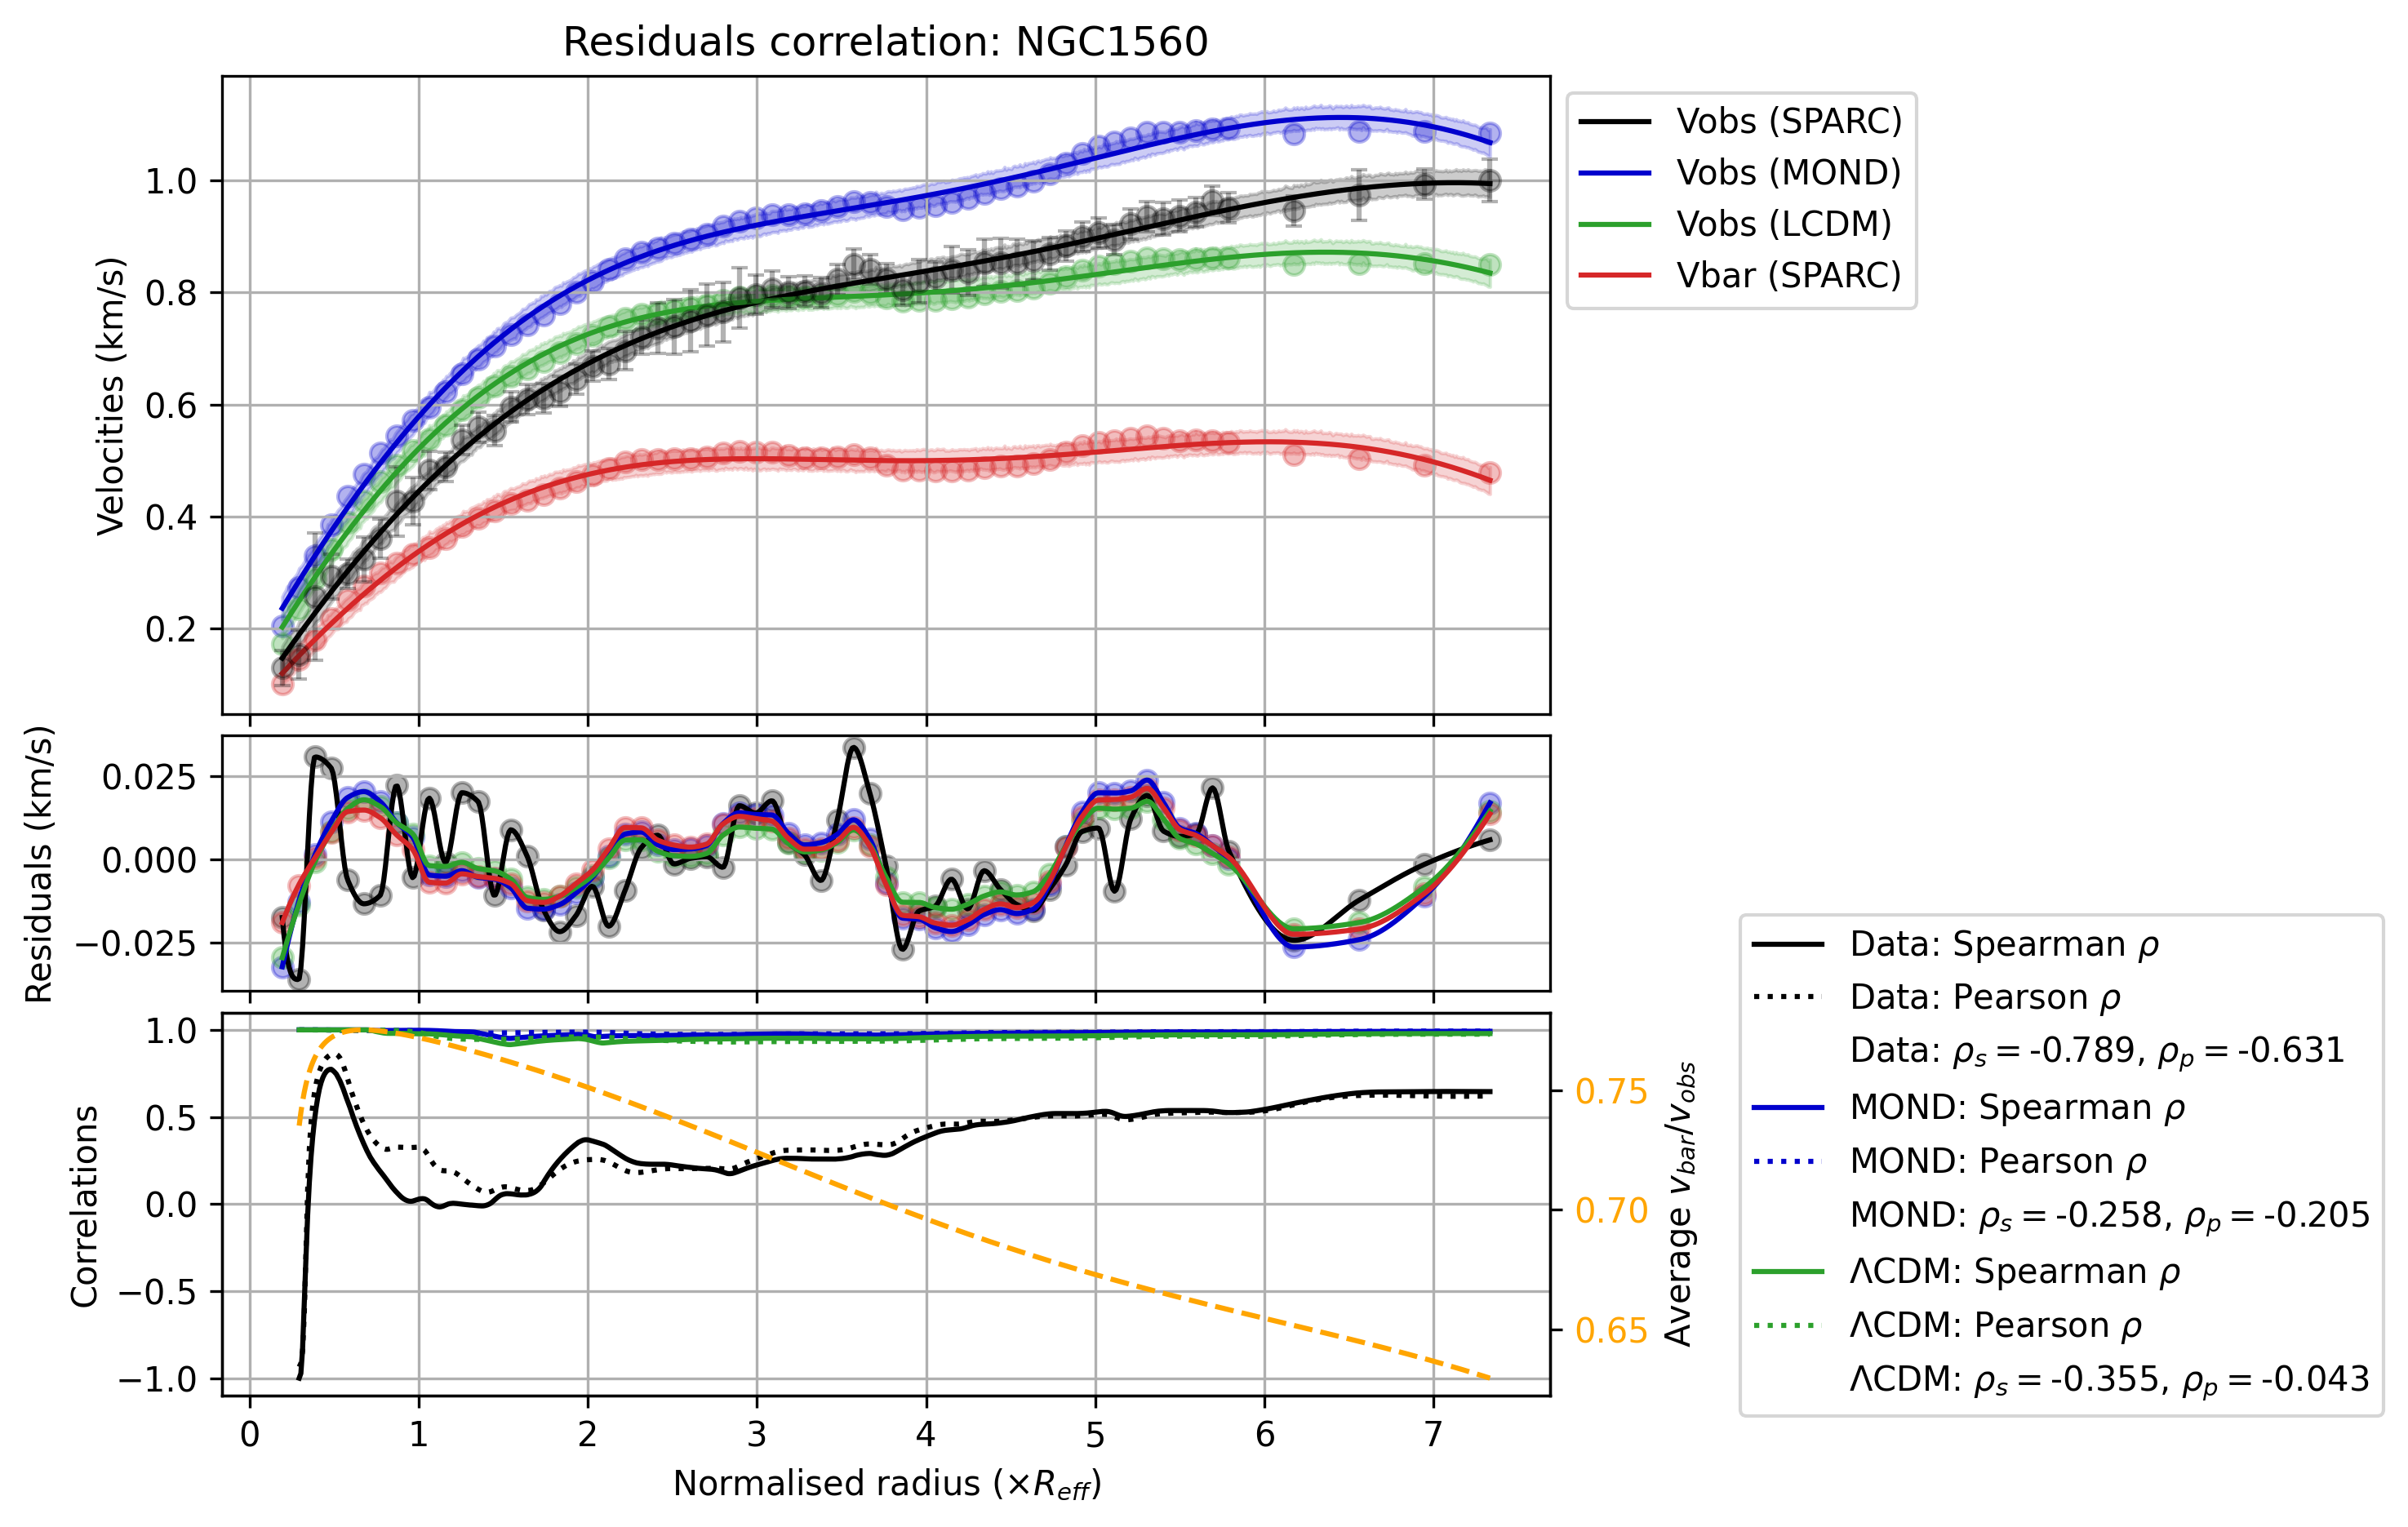 Residuals correlation: NGC1560
Velocities (km/s)
1.0
0.8
0.6
0.4
0.2
Vobs (SPARC)
Vobs (MOND)
Vobs (LCDM)
Vbar (SPARC)
Residuals (km/s)
0.025
0.000
−0.025
Correlations
1.0
0.5
0.0
−0.5
−1.0
0.75
0.70
0.65
Average v_bar/v_obs
0 1 2 3 4 5 6 7
Normalised radius (×R_eff)
Data: Spearman ρ
Data: Pearson ρ
Data: ρ_s = -0.789, ρ_p = -0.631
MOND: Spearman ρ
MOND: Pearson ρ
MOND: ρ_s = -0.258, ρ_p = -0.205
ΛCDM: Spearman ρ
ΛCDM: Pearson ρ
ΛCDM: ρ_s = -0.355, ρ_p = -0.043